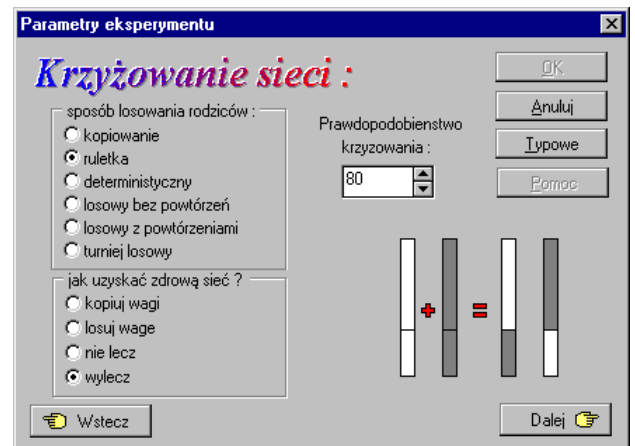 Parametry eksperymentu
Krzyżowanie sieci :
sposób losowania rodziców :
kopiowanie
ruletka
deterministyczny
losowy bez powtórzeń
losowy z powtórzeniami
turniej losowy
jak uzyskać zdrową sieć ?
kopiuj wagi
losuj wage
nie lecz
wylecz
Prawdopodobienstwo
krzyzowania :
80
OK
Anuluj
Typowe
Pomoc
Wstecz
Dalej